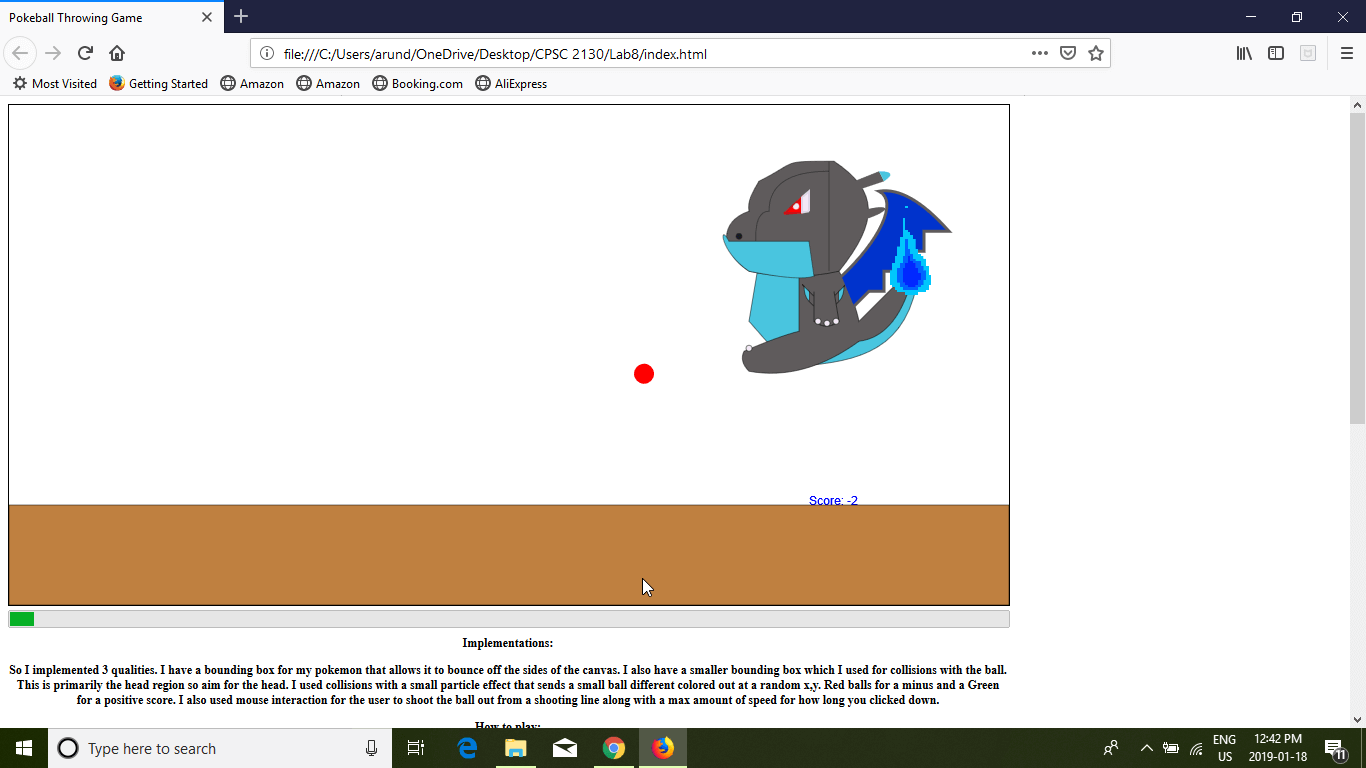 Pokeball Throwing Game
file:///C:/Users/arund/OneDrive/Desktop/CPSC 2130/Lab8/index.html
Most Visited Getting Started Amazon Amazon Booking.com AliExpress
Score: -2
Implementations:
So I implemented 3 qualities. I have a bounding box for my pokemon that allows it to bounce off the sides of the canvas. I also have a smaller bounding box which I used for collisions with the ball.
This is primarily the head region so aim for the head. I used collisions with a small particle effect that sends a small ball different colored out at a random x,y. Red balls for a minus and a Green
for a positive score. I also used mouse interaction for the user to shoot the ball out from a shooting line along with a max amount of speed for how long you clicked down.
How to play:
Type here to search
ENG
US
12:42 PM
2019-01-18
11